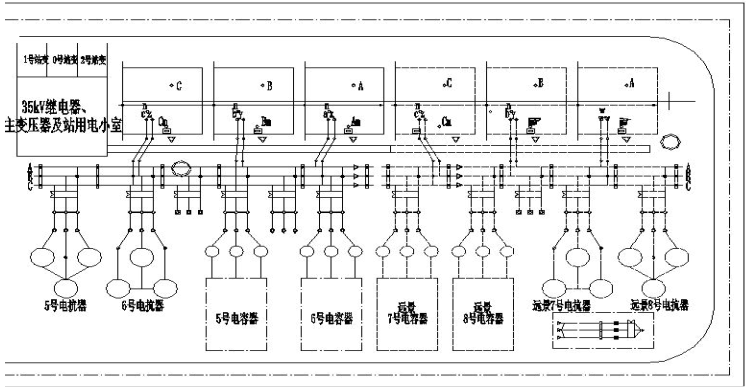 1号站变 0号站变 2号站变
C B A C B A
35kV继电器、
主变压器及站用电小室
Cm Bm Am Cm
5号电抗器 6号电抗器 5号电容器 6号电容器 远景 远景 远景7号电抗器 远景8号电抗器
7号电容器 8号电容器